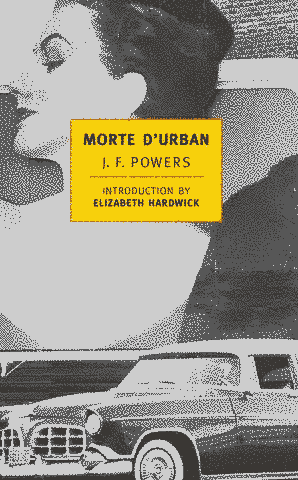 MORTE D'URBAN
J. F. POWERS
INTRODUCTION BY
ELIZABETH HARDWICK